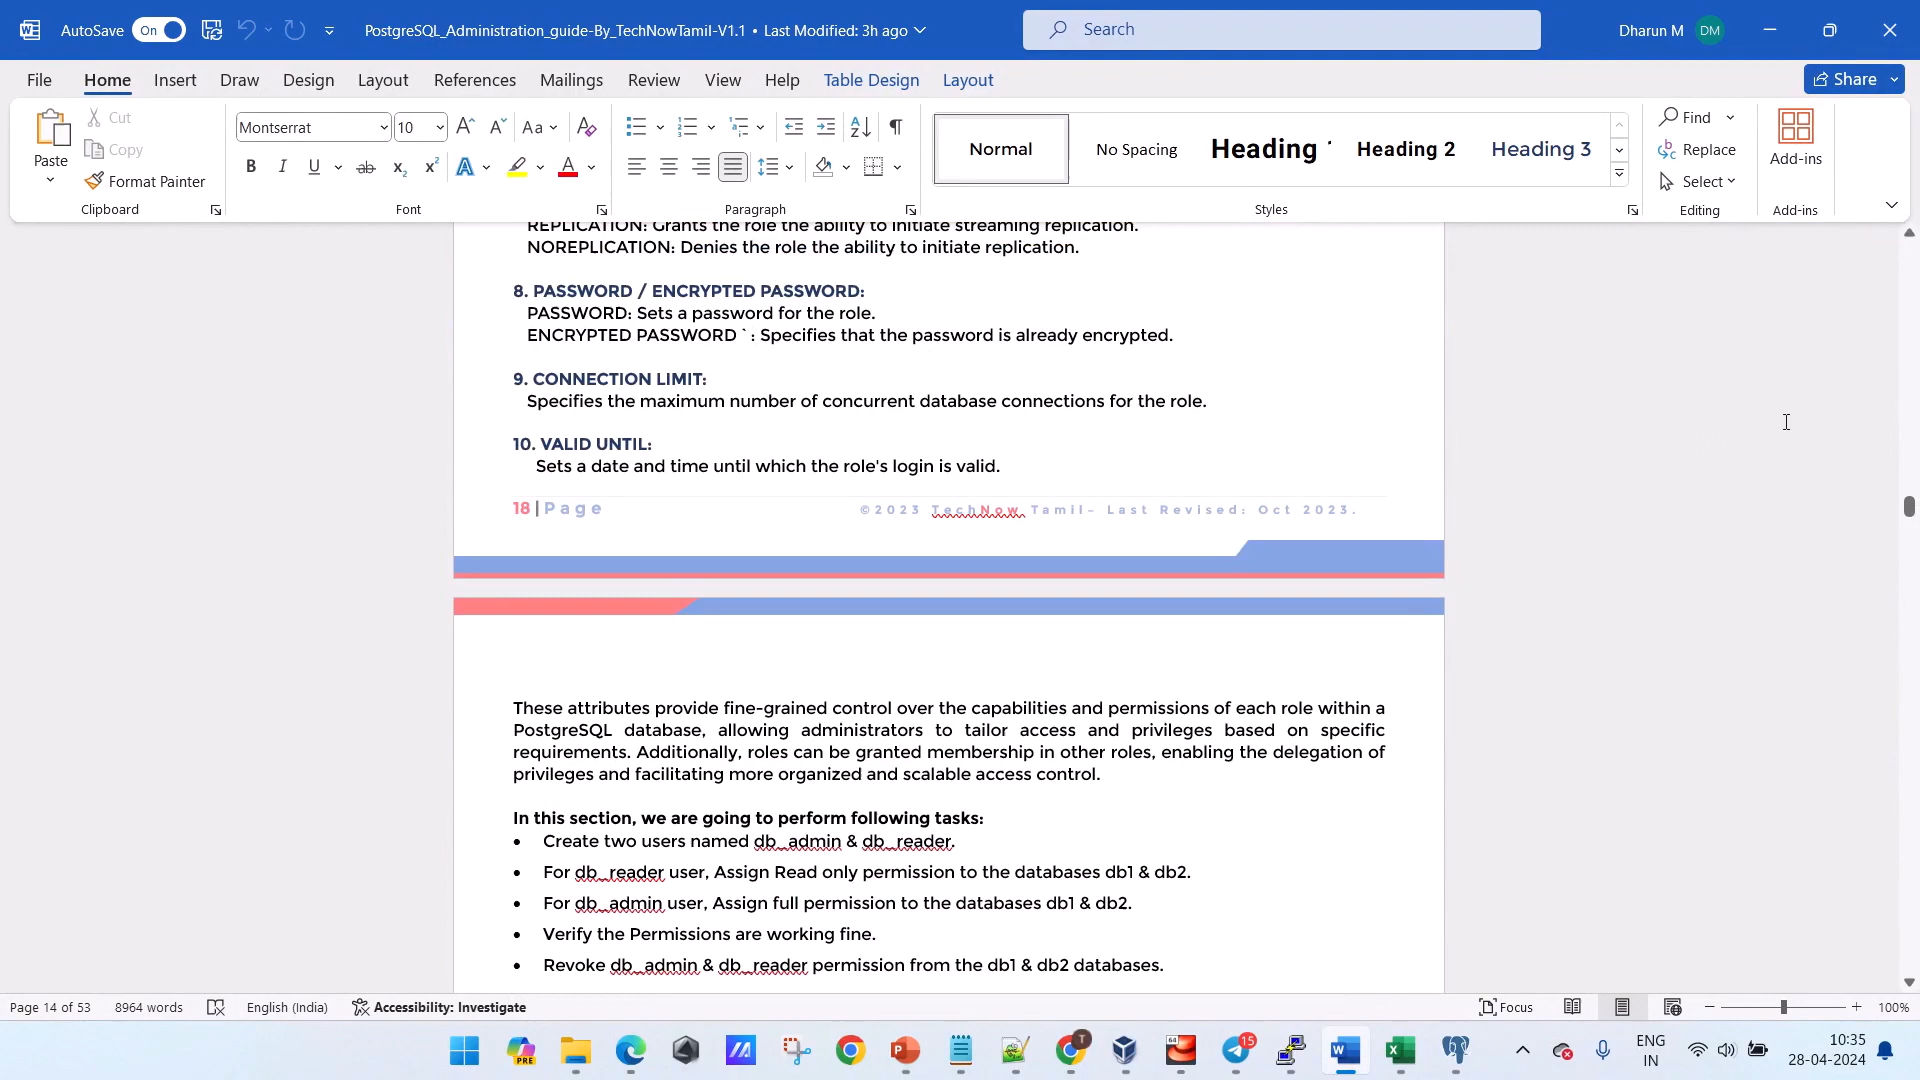 AutoSave On PostgreSQL_Administration_guide-By_TechNowTamil-V1.1 • Last Modified: 3h ago Search Dharun M DM
File Home Insert Draw Design Layout References Mailings Review View Help Table Design Layout Share
Paste Cut Copy Format Painter
Montserrat 10 Aa
Normal No Spacing Heading 1 Heading 2 Heading 3
Find Replace Select
Add-ins
Clipboard Font Paragraph Styles Editing Add-ins
REPLICATION: Grants the role the ability to initiate streaming replication.
NOREPLICATION: Denies the role the ability to initiate replication.
8. PASSWORD / ENCRYPTED PASSWORD:
PASSWORD: Sets a password for the role.
ENCRYPTED PASSWORD ` : Specifies that the password is already encrypted.
9. CONNECTION LIMIT:
Specifies the maximum number of concurrent database connections for the role.
10. VALID UNTIL:
Sets a date and time until which the role's login is valid.
18 | Page ©2023 TechNow Tamil– Last Revised: Oct 2023.
These attributes provide fine-grained control over the capabilities and permissions of each role within a
PostgreSQL database, allowing administrators to tailor access and privileges based on specific
requirements. Additionally, roles can be granted membership in other roles, enabling the delegation of
privileges and facilitating more organized and scalable access control.
In this section, we are going to perform following tasks:
• Create two users named db_admin & db_reader.
• For db_reader user, Assign Read only permission to the databases db1 & db2.
• For db_admin user, Assign full permission to the databases db1 & db2.
• Verify the Permissions are working fine.
• Revoke db_admin & db_reader permission from the db1 & db2 databases.
Page 14 of 53 8964 words English (India) Accessibility: Investigate Focus 100%
PRE T 64 15 ENG IN 10:35 28-04-2024